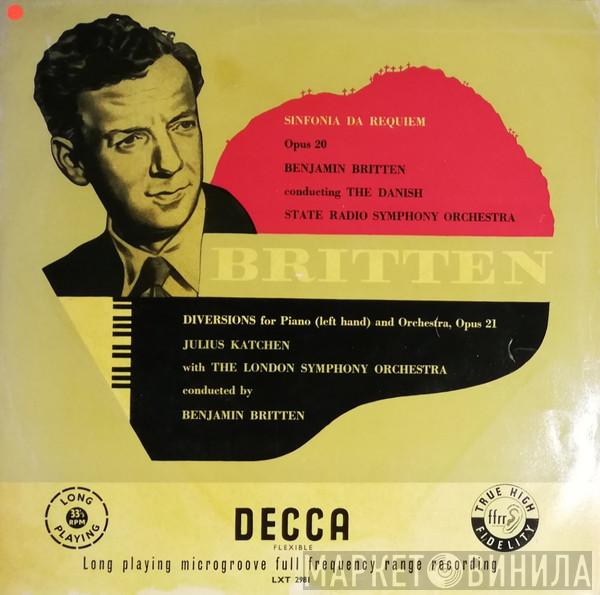 SINFONIA DA REQUIEM
Opus 20
BENJAMIN BRITTEN
conducting THE DANISH
STATE RADIO SYMPHONY ORCHESTRA
BRITTEN
DIVERSIONS for Piano (left hand) and Orchestra, Opus 21
JULIUS KATCHEN
with THE LONDON SYMPHONY ORCHESTRA
conducted by
BENJAMIN BRITTEN
LONG
33⅓
RPM
PLAYING
DECCA
FLEXIBLE
TRUE HIGH
ffrr
FIDELITY
Long playing microgroove full frequency range recording
LXT 2981
МАРКЕТ ВИНИЛА